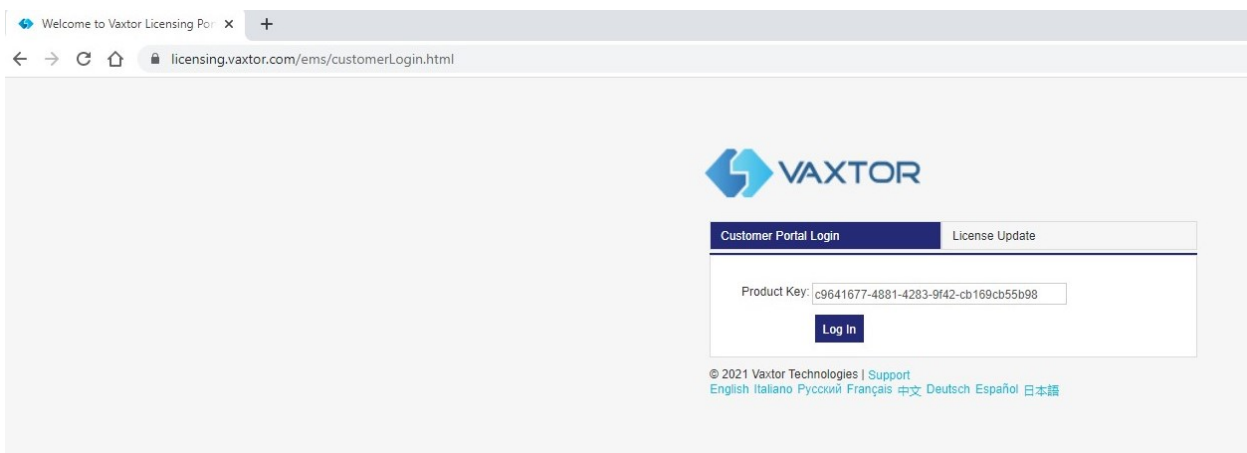 Welcome to Vaxtor Licensing Por
licensing.vaxtor.com/ems/customerLogin.html
VAXTOR
Customer Portal Login License Update
Product Key: c9641677-4881-4283-9f42-cb169cb55b98
Log In
© 2021 Vaxtor Technologies | Support
English Italiano Русский Français 中文 Deutsch Español 日本語